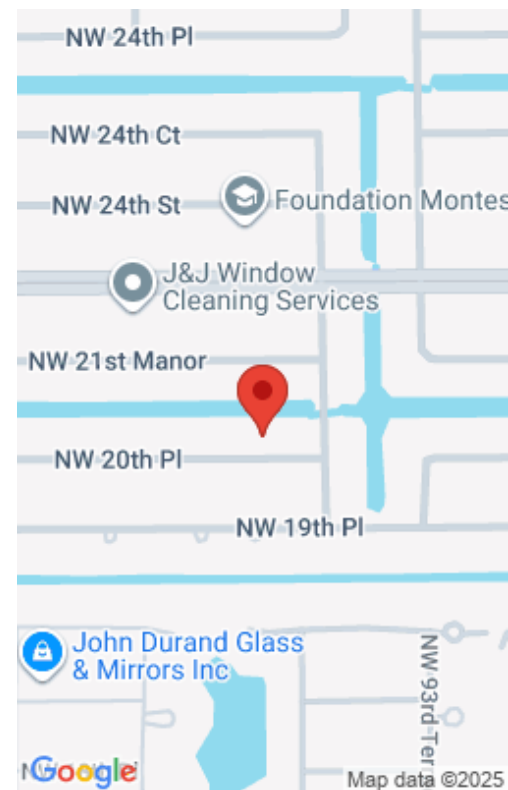 NW 24th Pl
NW 24th Ct
NW 24th St
Foundation Montes
J&J Window
Cleaning Services
NW 21st Manor
NW 20th Pl
NW 19th Pl
John Durand Glass
& Mirrors Inc
NW 93rd Terr
Google
Map data ©2025